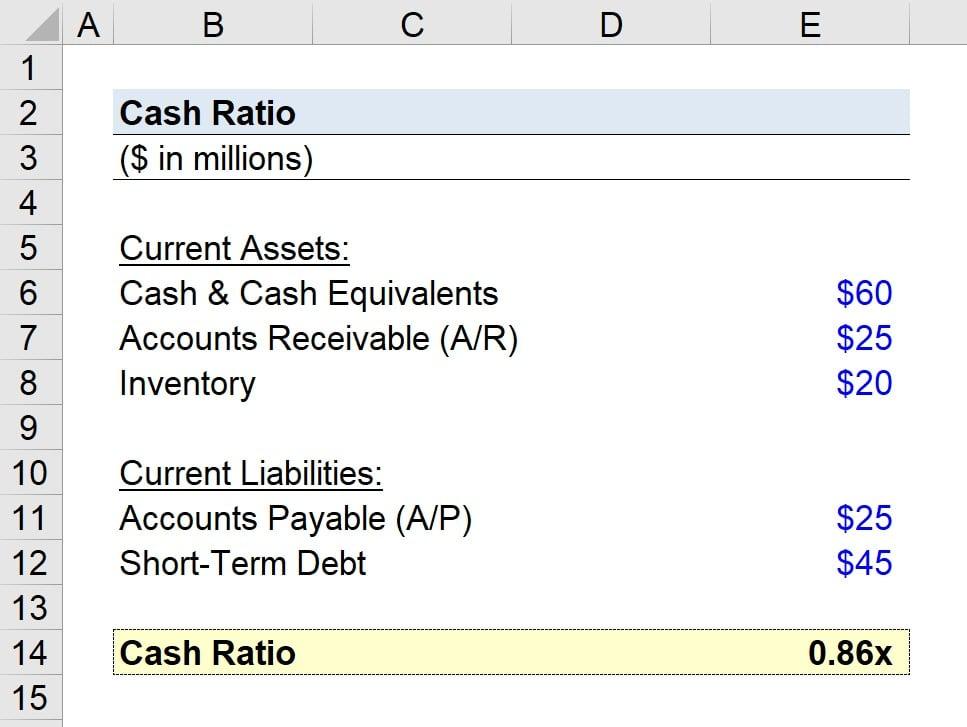 A B C D E
1
2 Cash Ratio
3 ($ in millions)
4
5 Current Assets:
6 Cash & Cash Equivalents $60
7 Accounts Receivable (A/R) $25
8 Inventory $20
9
10 Current Liabilities:
11 Accounts Payable (A/P) $25
12 Short-Term Debt $45
13
14 Cash Ratio 0.86x
15